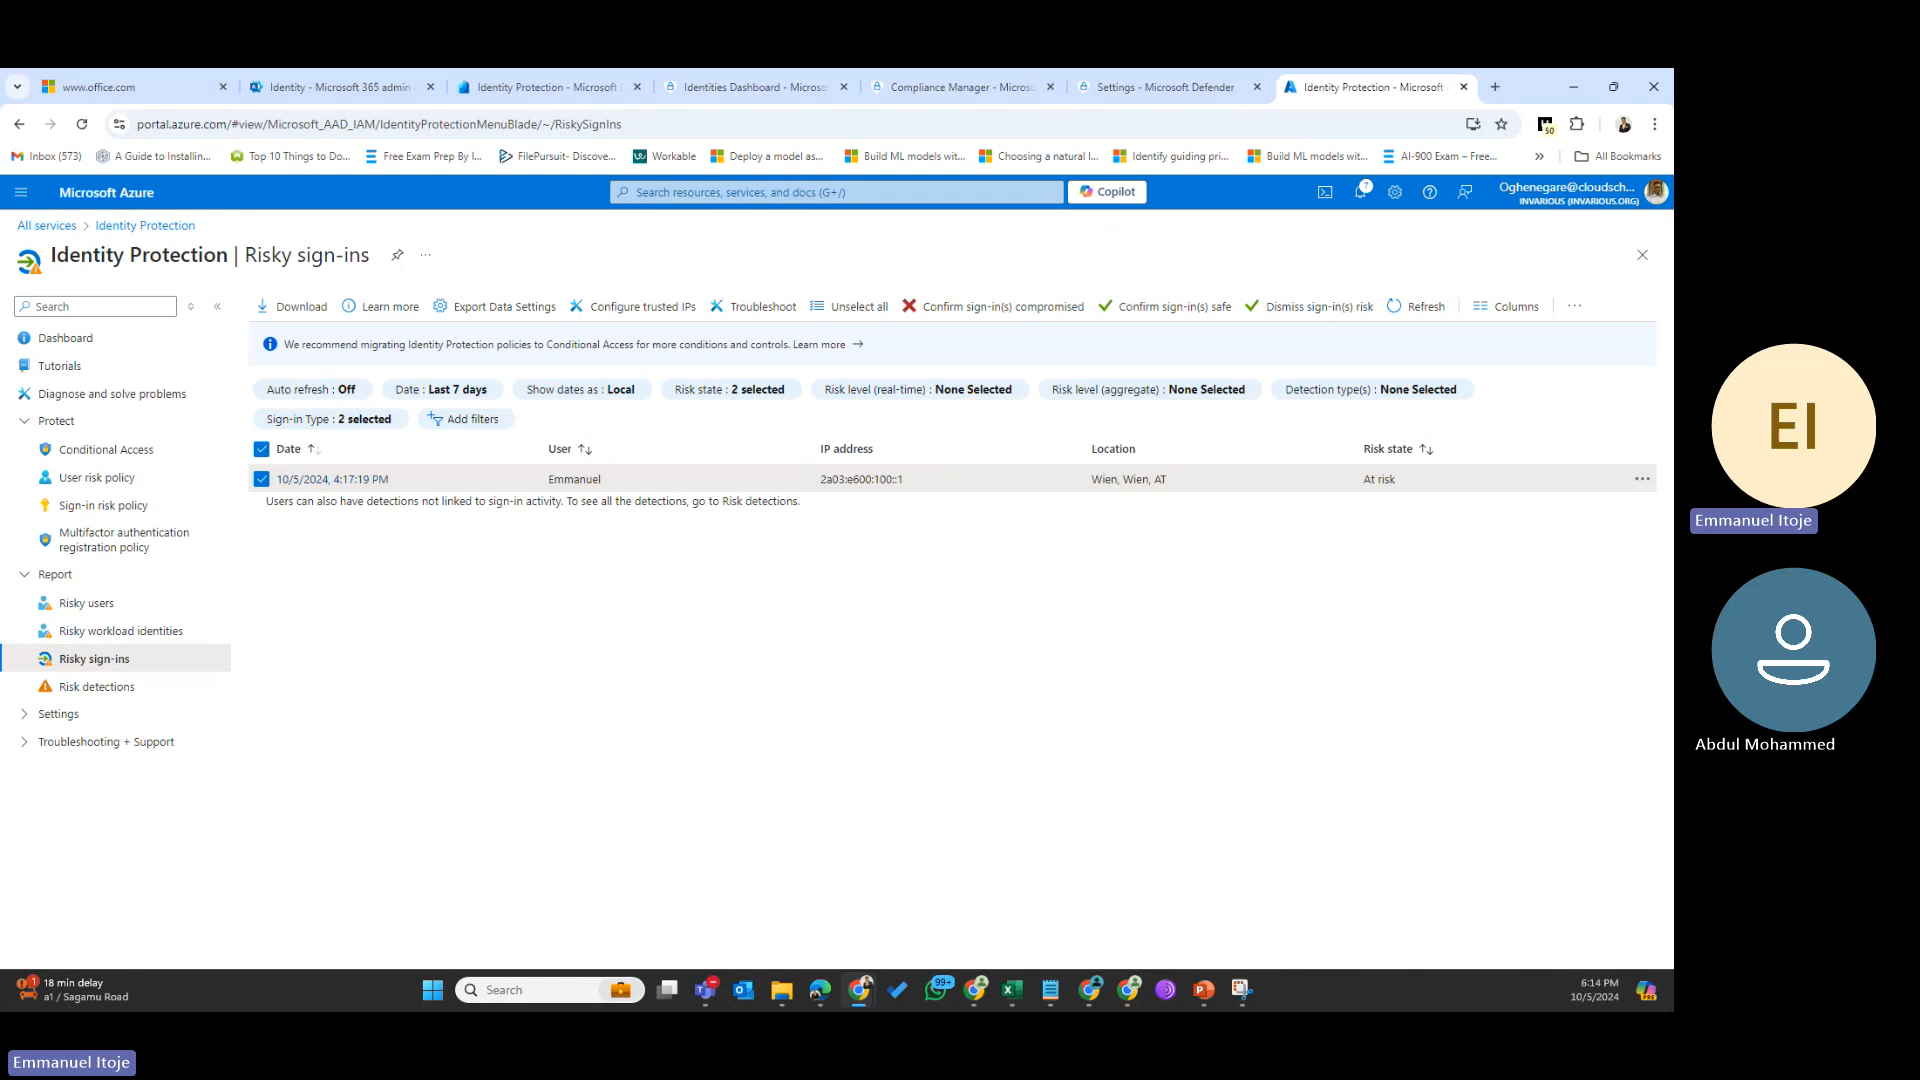 www.office.com
Identity - Microsoft 365 admin
Identity Protection - Microsoft
Identities Dashboard - Microso
Compliance Manager - Micros
Settings - Microsoft Defender
Identity Protection - Microsoft
portal.azure.com/#view/Microsoft_AAD_IAM/IdentityProtectionMenuBlade/~/RiskySignIns
50
Inbox (573)
A Guide to Installin...
Top 10 Things to Do...
Free Exam Prep By I...
FilePursuit- Discove...
Workable
Deploy a model as...
Build ML models wit...
Choosing a natural l...
Identify guiding pri...
Build ML models wit...
AI-900 Exam – Free...
»
All Bookmarks
Microsoft Azure
Search resources, services, and docs (G+/)
Copilot
7
Oghenegare@cloudsch...
INVARIOUS (INVARIOUS.ORG)
All services > Identity Protection
Identity Protection | Risky sign-ins
...
Search
«
Download
Learn more
Export Data Settings
Configure trusted IPs
Troubleshoot
Unselect all
Confirm sign-in(s) compromised
Confirm sign-in(s) safe
Dismiss sign-in(s) risk
Refresh
Columns
...
We recommend migrating Identity Protection policies to Conditional Access for more conditions and controls. Learn more →
Dashboard
Tutorials
Diagnose and solve problems
Protect
Conditional Access
User risk policy
Sign-in risk policy
Multifactor authentication
registration policy
Report
Risky users
Risky workload identities
Risky sign-ins
Risk detections
Settings
Troubleshooting + Support
Auto refresh : Off
Date : Last 7 days
Show dates as : Local
Risk state : 2 selected
Risk level (real-time) : None Selected
Risk level (aggregate) : None Selected
Detection type(s) : None Selected
Sign-in Type : 2 selected
Add filters
Date
User
IP address
Location
Risk state
10/5/2024, 4:17:19 PM
Emmanuel
2a03:e600:100::1
Wien, Wien, AT
At risk
...
Users can also have detections not linked to sign-in activity. To see all the detections, go to Risk detections.
EI
Emmanuel Itoje
Abdul Mohammed
1
18 min delay
a1 / Sagamu Road
Search
99+
6:14 PM
10/5/2024
PRE
Emmanuel Itoje